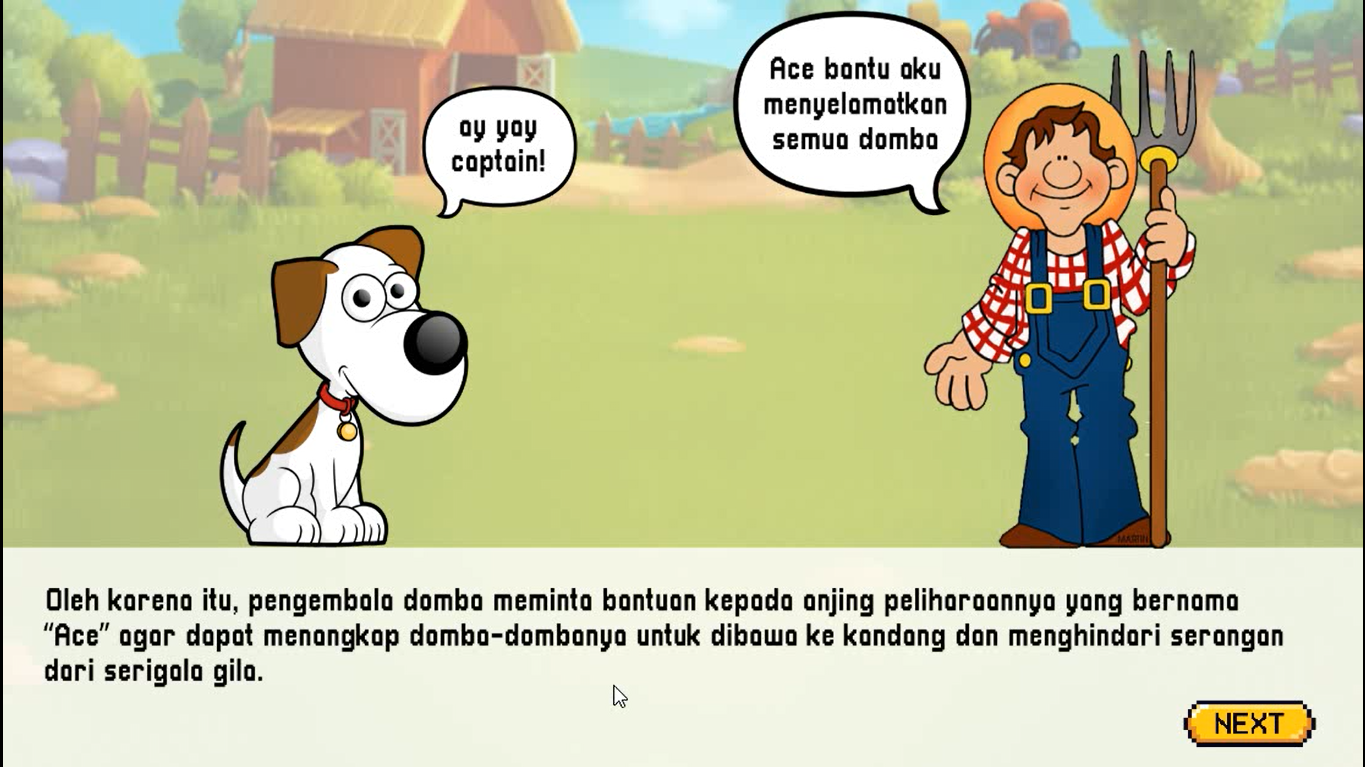 ay yay
captain!
Ace bantu aku
menyelamatkan
semua domba
Oleh karena itu, pengembala domba meminta bantuan kepada anjing peliharaannya yang bernama
"Ace" agar dapat menangkap domba-dombanya untuk dibawa ke kandang dan menghindari serangan
dari serigala gila.
MARTIN
NEXT